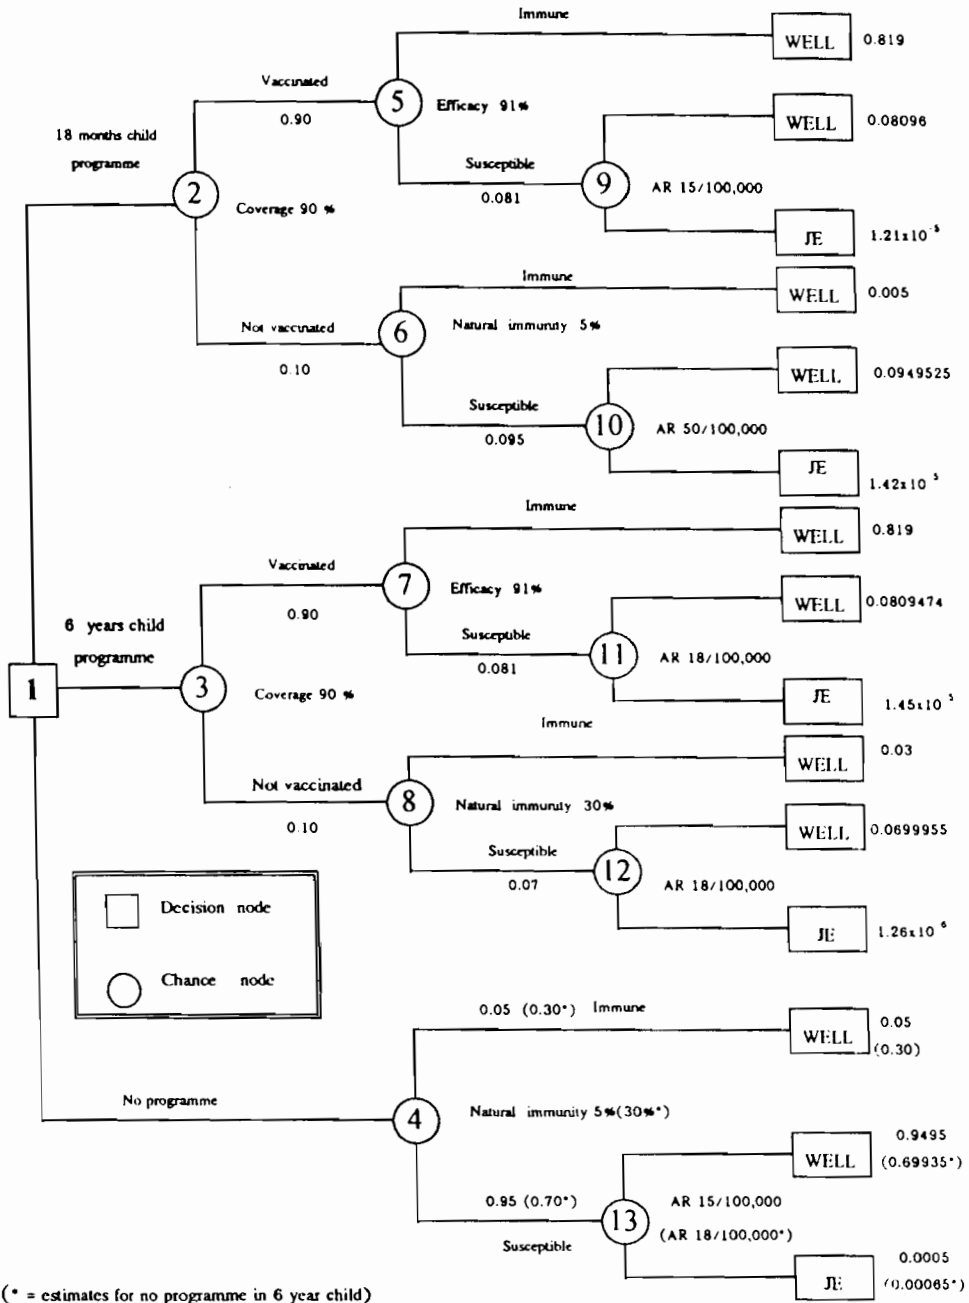 Immune
WELL 0.819
Vaccinated
0.90
5
Efficacy 91%
WELL 0.08096
18 months child
programme
Susceptible
0.081
9
AR 15/100,000
2
Coverage 90 %
JE 1.21x10⁻⁵
Immune
WELL 0.005
Not vaccinated
0.10
6
Natural immunity 5%
WELL 0.0949525
Susceptible
0.095
10
AR 50/100,000
JE
1.42x10⁵
Immune
WELL 0.819
Vaccinated
0.90
7
Efficacy 91%
WELL 0.0809474
6 years child
programme
Susceptible
0.081
11
AR 18/100,000
1
3
Coverage 90 %
JE
1.45x10⁵
Immune
WELL 0.03
Not vaccinated
0.10
8
Natural immunity 30%
WELL 0.0699955
Susceptible
0.07
12
AR 18/100,000
JE 1.26x10⁶
Decision node
Chance node
0.05 (0.30*) Immune
WELL 0.05
(0.30)
No programme
4
Natural immunity 5%(30%*)
WELL 0.9495
(0.69935*)
0.95 (0.70*)
Susceptible
13
AR 15/100,000
(AR 18/100,000*)
JE 0.0005
(0.00065*)
(* = estimates for no programme in 6 year child)